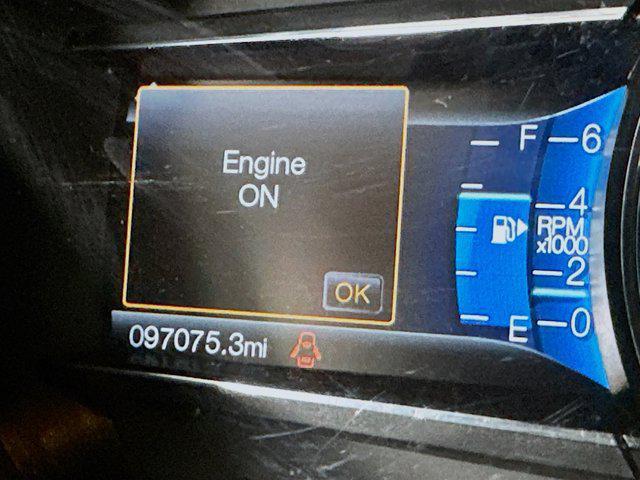 Engine
ON
OK
097075.3mi
F
E
6
4
RPM
x1000
2
0